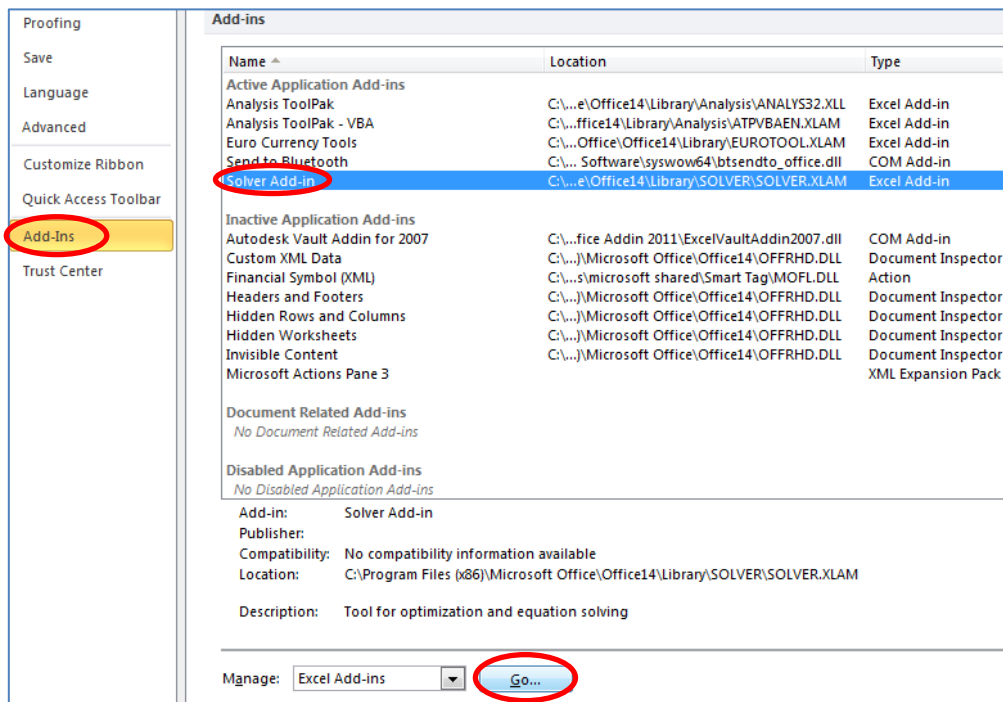 Proofing
Save
Language
Advanced
Customize Ribbon
Quick Access Toolbar
Add-Ins
Trust Center
Add-ins
Name Location Type
Active Application Add-ins
Analysis ToolPak C:\...e\Office14\Library\Analysis\ANALYS32.XLL Excel Add-in
Analysis ToolPak - VBA C:\...ffice14\Library\Analysis\ATPVBAEN.XLAM Excel Add-in
Euro Currency Tools C:\...Office\Office14\Library\EUROTOOL.XLAM Excel Add-in
Send to Bluetooth C:\... Software\syswow64\btsendto_office.dll COM Add-in
Solver Add-in C:\...e\Office14\Library\SOLVER\SOLVER.XLAM Excel Add-in
Inactive Application Add-ins
Autodesk Vault Addin for 2007 C:\...fice Addin 2011\ExcelVaultAddin2007.dll COM Add-in
Custom XML Data C:\...)\Microsoft Office\Office14\OFFRHD.DLL Document Inspector
Financial Symbol (XML) C:\...s\microsoft shared\Smart Tag\MOFL.DLL Action
Headers and Footers C:\...)\Microsoft Office\Office14\OFFRHD.DLL Document Inspector
Hidden Rows and Columns C:\...)\Microsoft Office\Office14\OFFRHD.DLL Document Inspector
Hidden Worksheets C:\...)\Microsoft Office\Office14\OFFRHD.DLL Document Inspector
Invisible Content C:\...)\Microsoft Office\Office14\OFFRHD.DLL Document Inspector
Microsoft Actions Pane 3 XML Expansion Pack
Document Related Add-ins
No Document Related Add-ins
Disabled Application Add-ins
No Disabled Application Add-ins
Add-in: Solver Add-in
Publisher:
Compatibility: No compatibility information available
Location: C:\Program Files (x86)\Microsoft Office\Office14\Library\SOLVER\SOLVER.XLAM
Description: Tool for optimization and equation solving
Manage: Excel Add-ins Go...